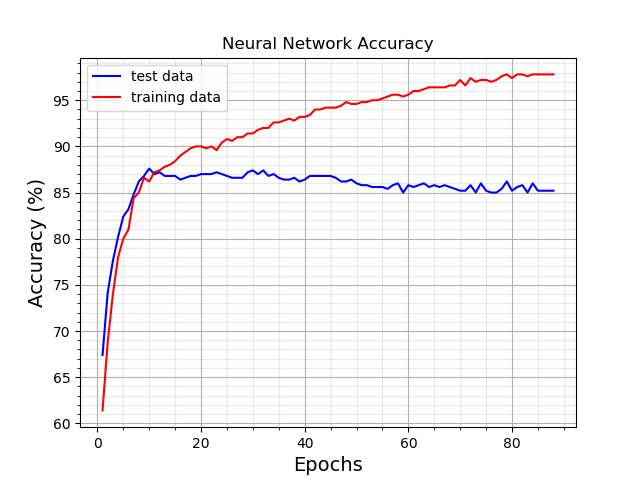 Neural Network Accuracy
test data
training data
Accuracy (%)
95
90
85
80
75
70
65
60
0 20 40 60 80
Epochs